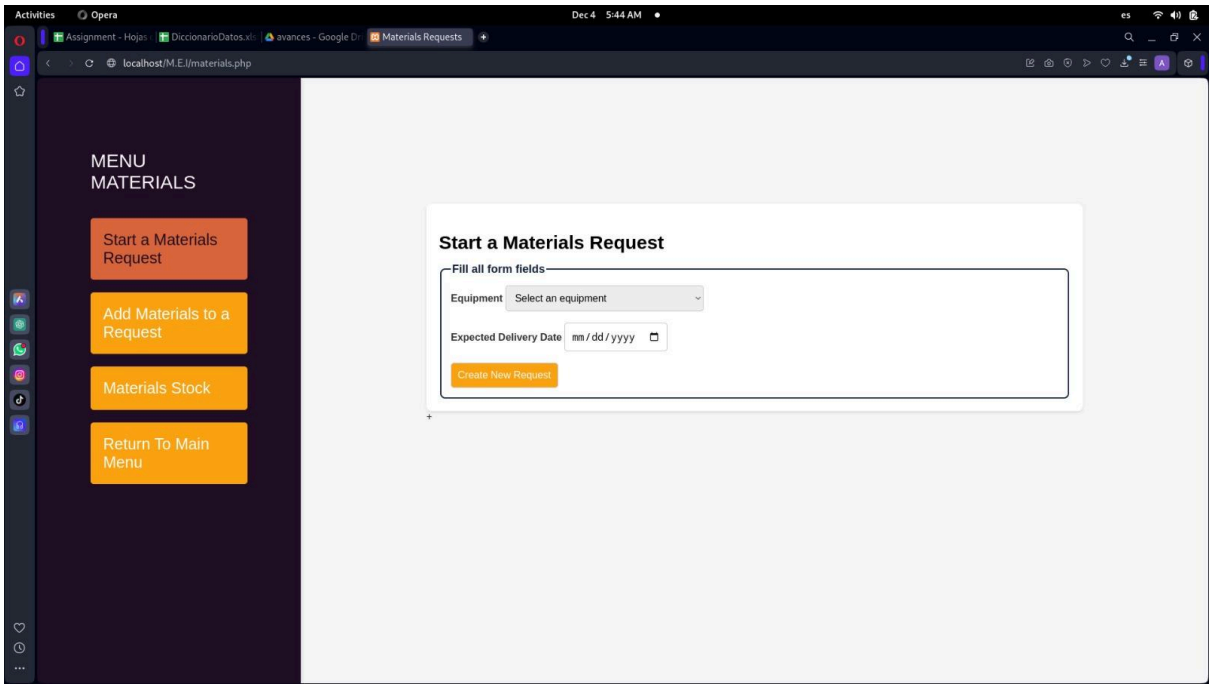 Activities
Opera
Dec 4 5:44 AM
es
Assignment - Hojas
DiccionarioDatos.xls
avances - Google Dri
Materials Requests
localhost/M.E.I/materials.php
A
MENU
MATERIALS
Start a Materials
Request
Add Materials to a
Request
Materials Stock
Return To Main
Menu
Start a Materials Request
Fill all form fields
Equipment Select an equipment
Expected Delivery Date mm/dd/yyyy
Create New Request
+